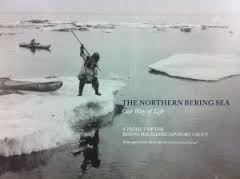 THE NORTHERN BERING SEA
Our Way of Life
A PROJECT OF THE
BERING SEA ELDERS ADVISORY GROUP